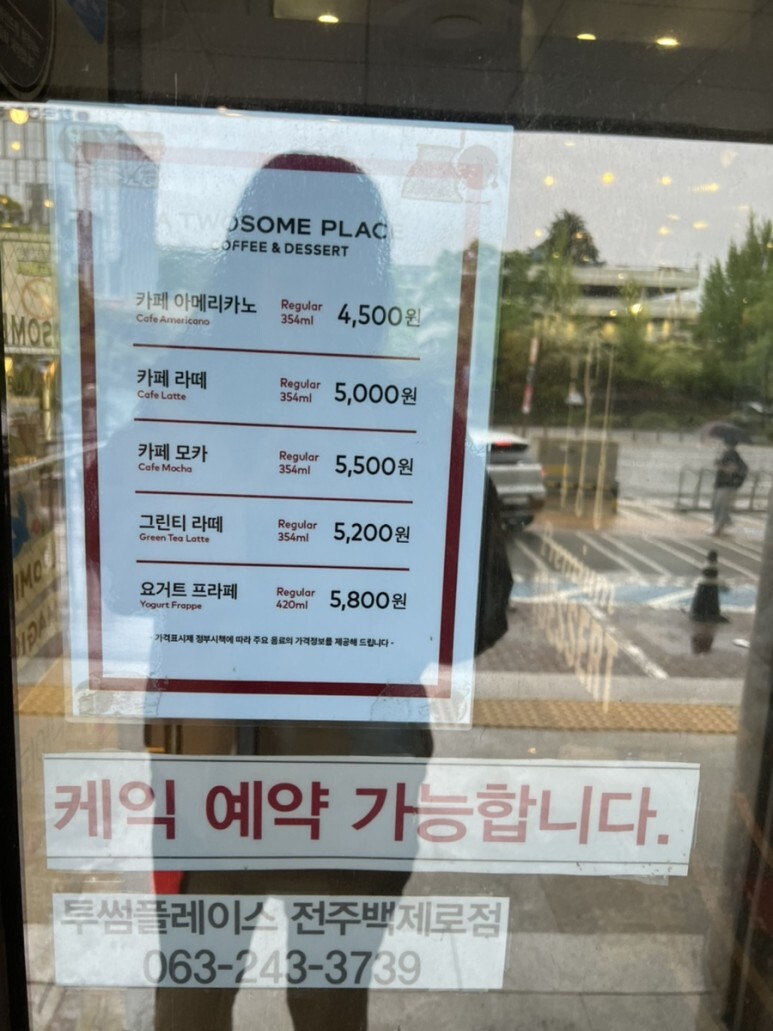 A TWOSOME PLACE
COFFEE & DESSERT
카페 아메리카노 Regular 4,500원
Cafe Americano 354ml
카페 라떼 Regular 5,000원
Cafe Latte 354ml
카페 모카 Regular 5,500원
Cafe Mocha 354ml
그린티 라떼 Regular 5,200원
Green Tea Latte 354ml
요거트 프라페 Regular 5,800원
Yogurt Frappe 420ml
- 가격표시제 정부시책에 따라 주요 음료의 가격정보를 제공해 드립니다 -
케익 예약 가능합니다.
투썸플레이스 전주백제로점
063-243-3739